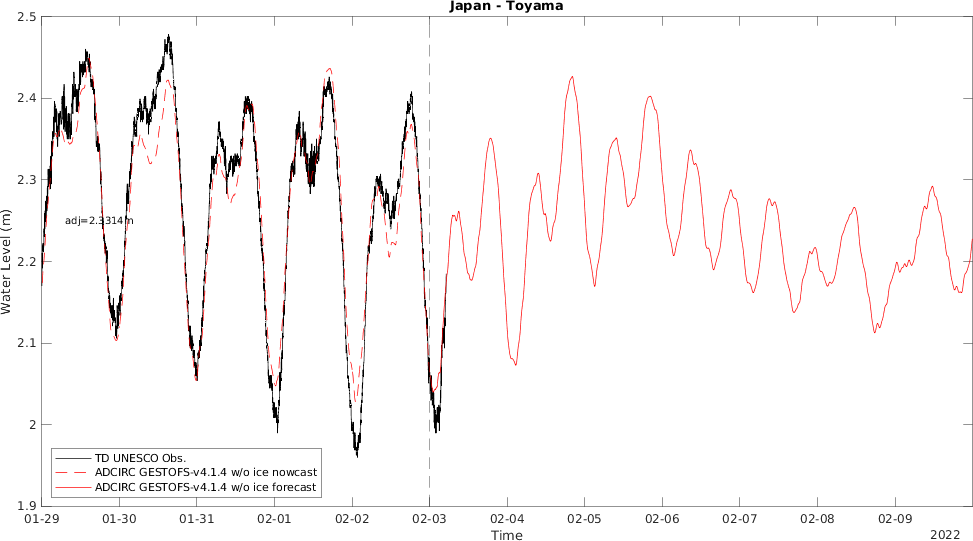 Japan - Toyama
2.5
2.4
2.3
2.2
2.1
2
1.9
Water Level (m)
adj=2.3314m
TD UNESCO Obs.
ADCIRC GESTOFS-v4.1.4 w/o ice nowcast
ADCIRC GESTOFS-v4.1.4 w/o ice forecast
01-29 01-30 01-31 02-01 02-02 02-03 02-04 02-05 02-06 02-07 02-08 02-09
Time
2022